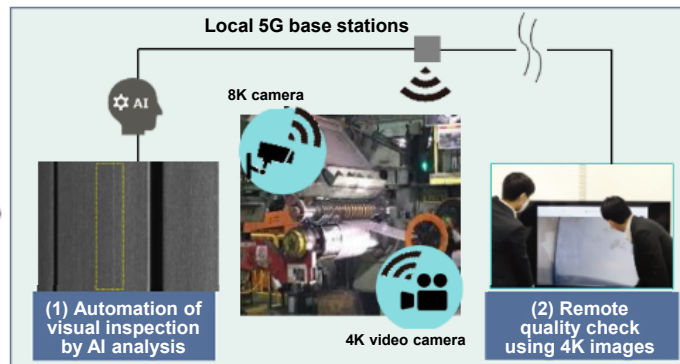 Local 5G base stations
AI
8K camera
(1) Automation of
visual inspection
by AI analysis
4K video camera
(2) Remote
quality check
using 4K images